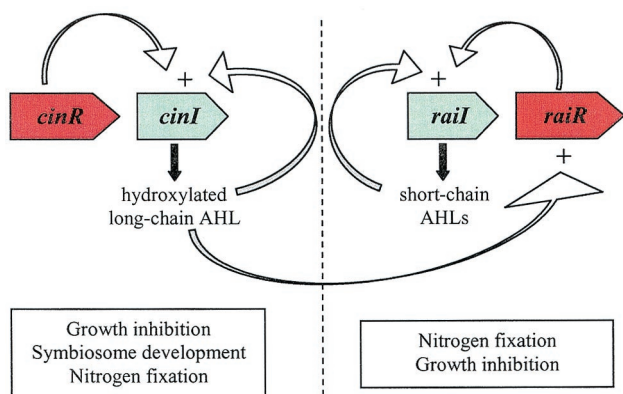 +
+
cinR
cinI
raiI
raiR
+
hydroxylated
long-chain AHL
short-chain
AHLs
Growth inhibition
Symbiosome development
Nitrogen fixation
Nitrogen fixation
Growth inhibition